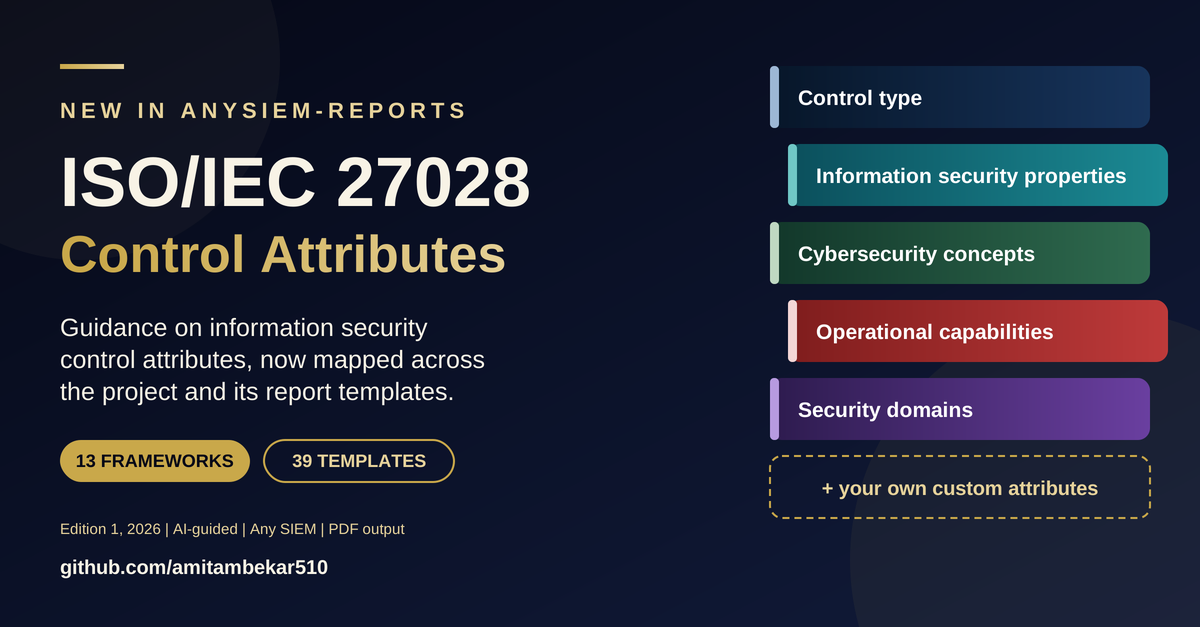 NEW IN ANYSIEM-REPORTS
ISO/IEC 27028
Control Attributes
Guidance on information security
control attributes, now mapped across
the project and its report templates.
13 FRAMEWORKS
39 TEMPLATES
Edition 1, 2026 | AI-guided | Any SIEM | PDF output
github.com/amitambekar510
Control type
Information security properties
Cybersecurity concepts
Operational capabilities
Security domains
+ your own custom attributes